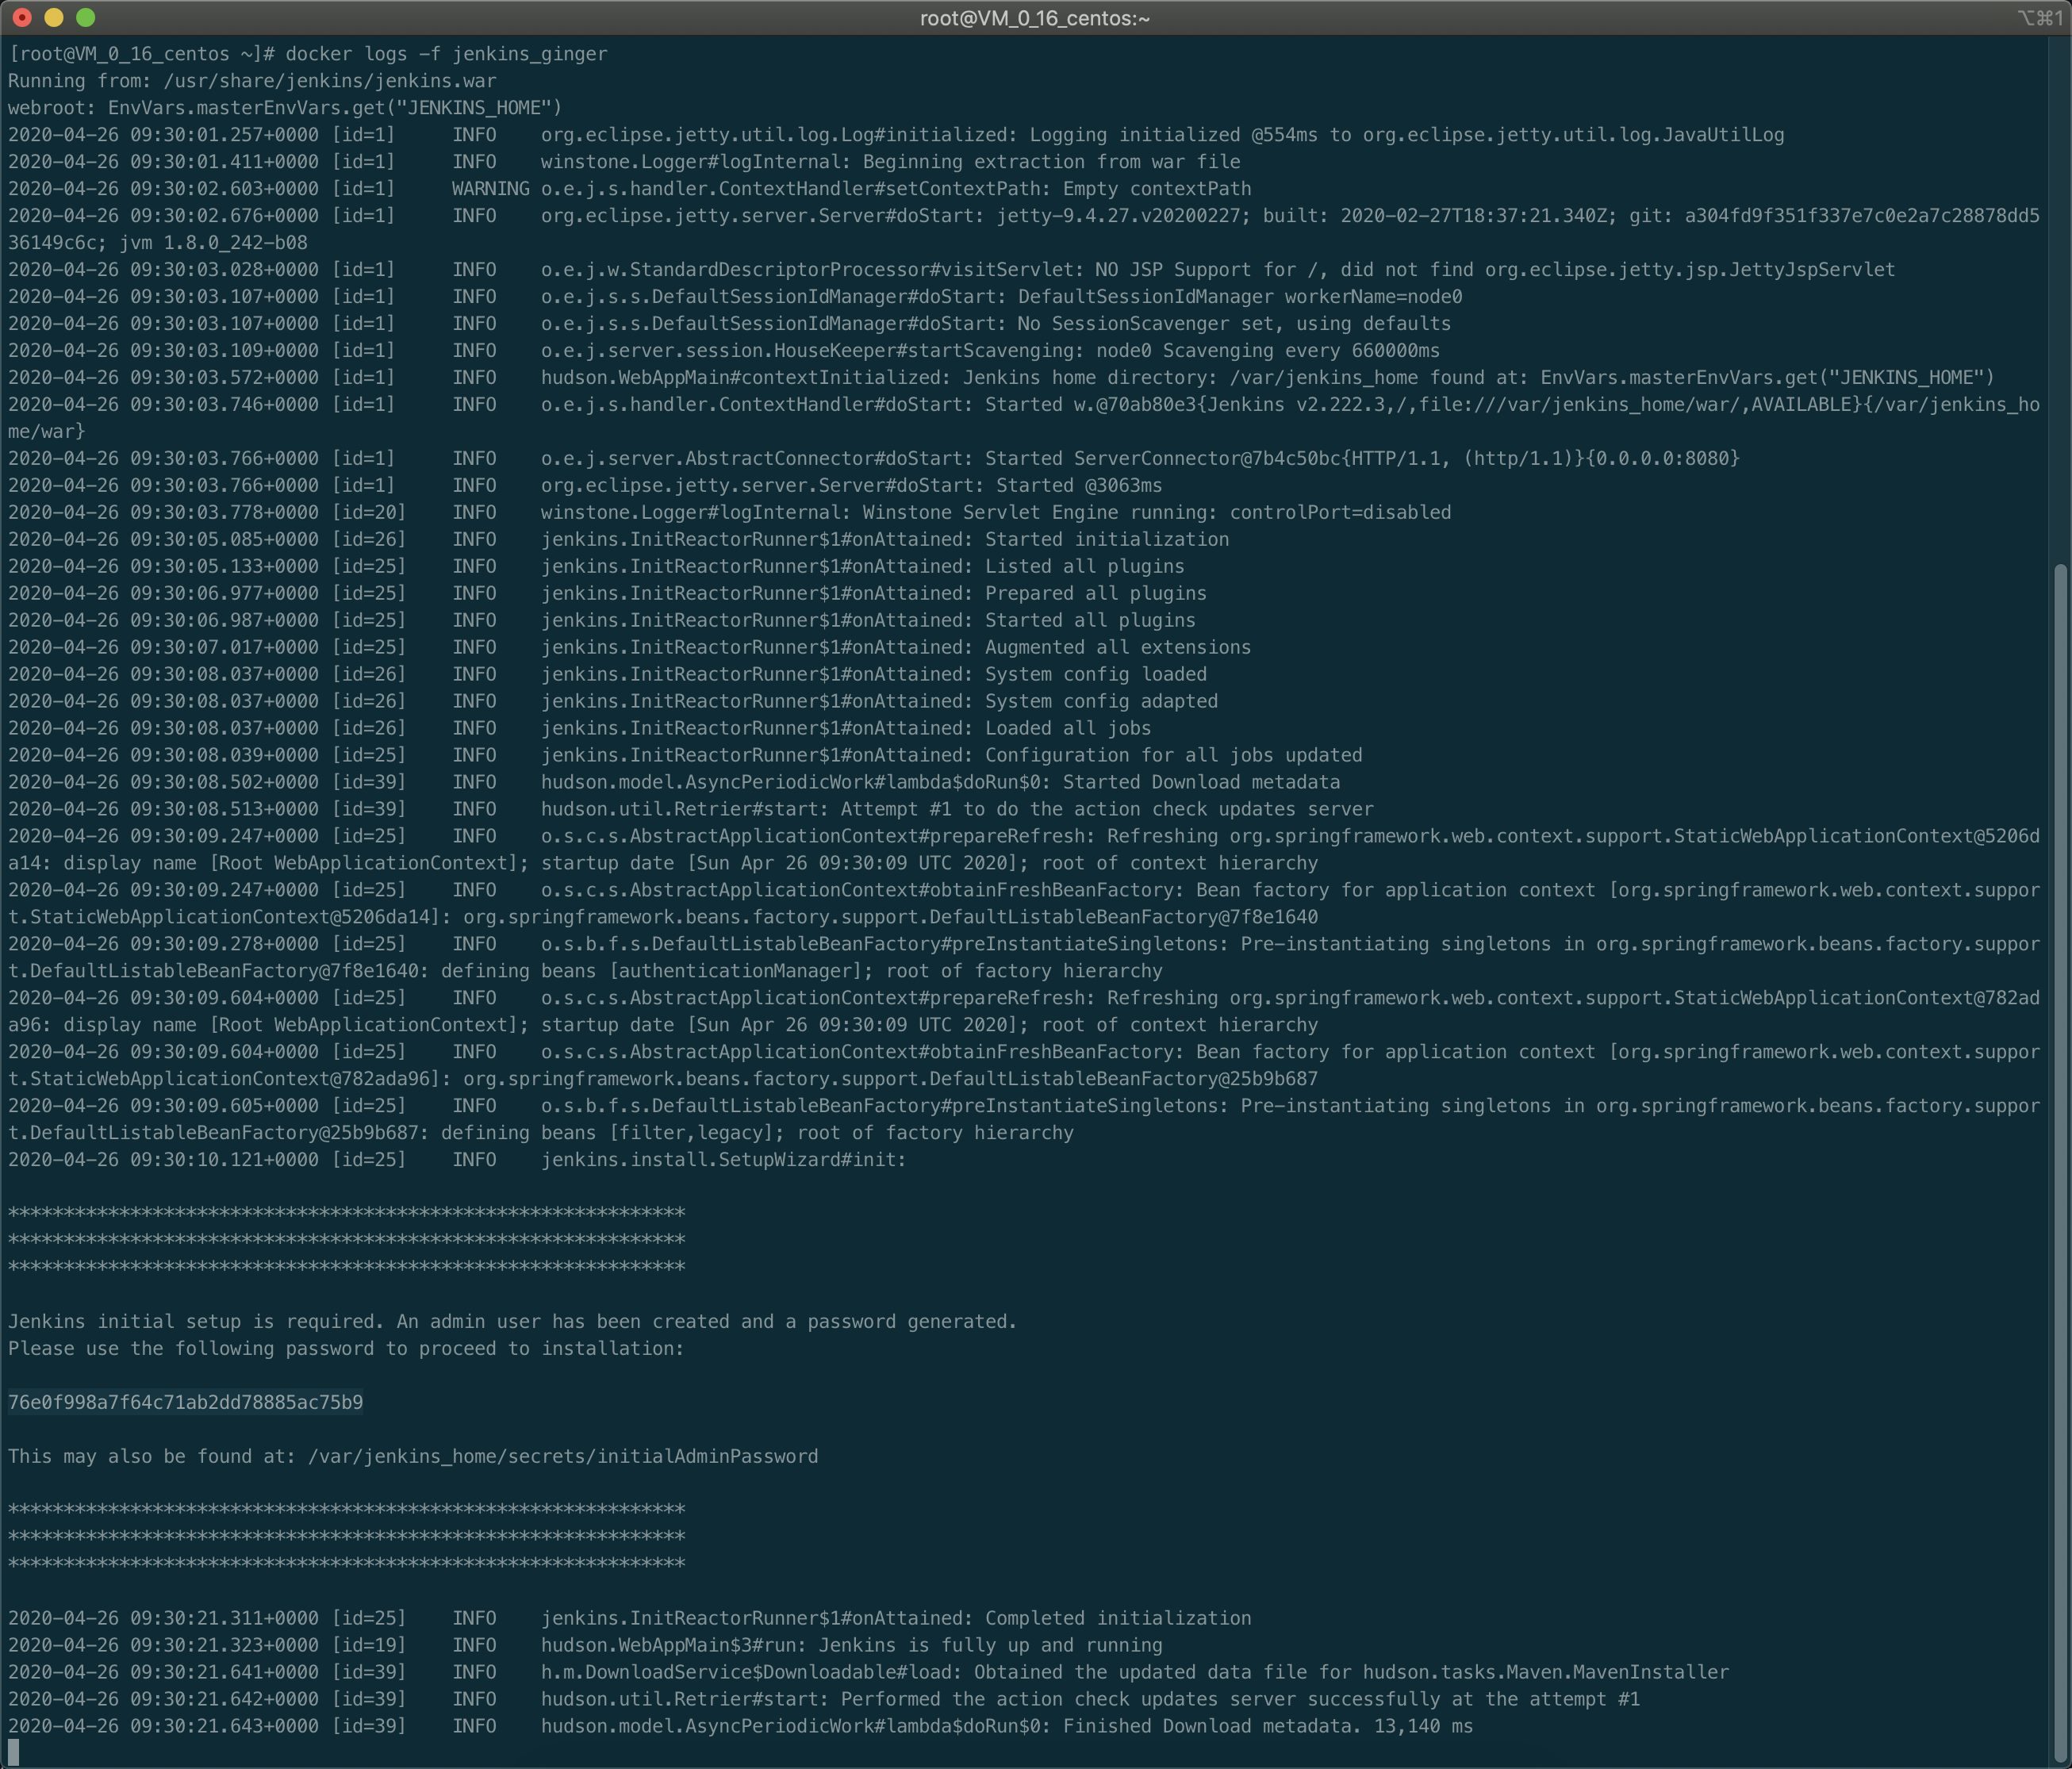 root@VM_0_16_centos:~
⌥⌘1
[root@VM_0_16_centos ~]# docker logs -f jenkins_ginger
Running from: /usr/share/jenkins/jenkins.war
webroot: EnvVars.masterEnvVars.get("JENKINS_HOME")
2020-04-26 09:30:01.257+0000 [id=1]     INFO    org.eclipse.jetty.util.log.Log#initialized: Logging initialized @554ms to org.eclipse.jetty.util.log.JavaUtilLog
2020-04-26 09:30:01.411+0000 [id=1]     INFO    winstone.Logger#logInternal: Beginning extraction from war file
2020-04-26 09:30:02.603+0000 [id=1]     WARNING o.e.j.s.handler.ContextHandler#setContextPath: Empty contextPath
2020-04-26 09:30:02.676+0000 [id=1]     INFO    org.eclipse.jetty.server.Server#doStart: jetty-9.4.27.v20200227; built: 2020-02-27T18:37:21.340Z; git: a304fd9f351f337e7c0e2a7c28878dd5
36149c6c; jvm 1.8.0_242-b08
2020-04-26 09:30:03.028+0000 [id=1]     INFO    o.e.j.w.StandardDescriptorProcessor#visitServlet: NO JSP Support for /, did not find org.eclipse.jetty.jsp.JettyJspServlet
2020-04-26 09:30:03.107+0000 [id=1]     INFO    o.e.j.s.s.DefaultSessionIdManager#doStart: DefaultSessionIdManager workerName=node0
2020-04-26 09:30:03.107+0000 [id=1]     INFO    o.e.j.s.s.DefaultSessionIdManager#doStart: No SessionScavenger set, using defaults
2020-04-26 09:30:03.109+0000 [id=1]     INFO    o.e.j.server.session.HouseKeeper#startScavenging: node0 Scavenging every 660000ms
2020-04-26 09:30:03.572+0000 [id=1]     INFO    hudson.WebAppMain#contextInitialized: Jenkins home directory: /var/jenkins_home found at: EnvVars.masterEnvVars.get("JENKINS_HOME")
2020-04-26 09:30:03.746+0000 [id=1]     INFO    o.e.j.s.handler.ContextHandler#doStart: Started w.@70ab80e3{Jenkins v2.222.3,/,file:///var/jenkins_home/war/,AVAILABLE}{/var/jenkins_ho
me/war}
2020-04-26 09:30:03.766+0000 [id=1]     INFO    o.e.j.server.AbstractConnector#doStart: Started ServerConnector@7b4c50bc{HTTP/1.1, (http/1.1)}{0.0.0.0:8080}
2020-04-26 09:30:03.766+0000 [id=1]     INFO    org.eclipse.jetty.server.Server#doStart: Started @3063ms
2020-04-26 09:30:03.778+0000 [id=20]    INFO    winstone.Logger#logInternal: Winstone Servlet Engine running: controlPort=disabled
2020-04-26 09:30:05.085+0000 [id=26]    INFO    jenkins.InitReactorRunner$1#onAttained: Started initialization
2020-04-26 09:30:05.133+0000 [id=25]    INFO    jenkins.InitReactorRunner$1#onAttained: Listed all plugins
2020-04-26 09:30:06.977+0000 [id=25]    INFO    jenkins.InitReactorRunner$1#onAttained: Prepared all plugins
2020-04-26 09:30:06.987+0000 [id=25]    INFO    jenkins.InitReactorRunner$1#onAttained: Started all plugins
2020-04-26 09:30:07.017+0000 [id=25]    INFO    jenkins.InitReactorRunner$1#onAttained: Augmented all extensions
2020-04-26 09:30:08.037+0000 [id=26]    INFO    jenkins.InitReactorRunner$1#onAttained: System config loaded
2020-04-26 09:30:08.037+0000 [id=26]    INFO    jenkins.InitReactorRunner$1#onAttained: System config adapted
2020-04-26 09:30:08.037+0000 [id=26]    INFO    jenkins.InitReactorRunner$1#onAttained: Loaded all jobs
2020-04-26 09:30:08.039+0000 [id=25]    INFO    jenkins.InitReactorRunner$1#onAttained: Configuration for all jobs updated
2020-04-26 09:30:08.502+0000 [id=39]    INFO    hudson.model.AsyncPeriodicWork#lambda$doRun$0: Started Download metadata
2020-04-26 09:30:08.513+0000 [id=39]    INFO    hudson.util.Retrier#start: Attempt #1 to do the action check updates server
2020-04-26 09:30:09.247+0000 [id=25]    INFO    o.s.c.s.AbstractApplicationContext#prepareRefresh: Refreshing org.springframework.web.context.support.StaticWebApplicationContext@5206d
a14: display name [Root WebApplicationContext]; startup date [Sun Apr 26 09:30:09 UTC 2020]; root of context hierarchy
2020-04-26 09:30:09.247+0000 [id=25]    INFO    o.s.c.s.AbstractApplicationContext#obtainFreshBeanFactory: Bean factory for application context [org.springframework.web.context.suppor
t.StaticWebApplicationContext@5206da14]: org.springframework.beans.factory.support.DefaultListableBeanFactory@7f8e1640
2020-04-26 09:30:09.278+0000 [id=25]    INFO    o.s.b.f.s.DefaultListableBeanFactory#preInstantiateSingletons: Pre-instantiating singletons in org.springframework.beans.factory.suppor
t.DefaultListableBeanFactory@7f8e1640: defining beans [authenticationManager]; root of factory hierarchy
2020-04-26 09:30:09.604+0000 [id=25]    INFO    o.s.c.s.AbstractApplicationContext#prepareRefresh: Refreshing org.springframework.web.context.support.StaticWebApplicationContext@782ad
a96: display name [Root WebApplicationContext]; startup date [Sun Apr 26 09:30:09 UTC 2020]; root of context hierarchy
2020-04-26 09:30:09.604+0000 [id=25]    INFO    o.s.c.s.AbstractApplicationContext#obtainFreshBeanFactory: Bean factory for application context [org.springframework.web.context.suppor
t.StaticWebApplicationContext@782ada96]: org.springframework.beans.factory.support.DefaultListableBeanFactory@25b9b687
2020-04-26 09:30:09.605+0000 [id=25]    INFO    o.s.b.f.s.DefaultListableBeanFactory#preInstantiateSingletons: Pre-instantiating singletons in org.springframework.beans.factory.suppor
t.DefaultListableBeanFactory@25b9b687: defining beans [filter,legacy]; root of factory hierarchy
2020-04-26 09:30:10.121+0000 [id=25]    INFO    jenkins.install.SetupWizard#init:
*************************************************************
*************************************************************
*************************************************************
Jenkins initial setup is required. An admin user has been created and a password generated.
Please use the following password to proceed to installation:
76e0f998a7f64c71ab2dd78885ac75b9
This may also be found at: /var/jenkins_home/secrets/initialAdminPassword
*************************************************************
*************************************************************
*************************************************************
2020-04-26 09:30:21.311+0000 [id=25]    INFO    jenkins.InitReactorRunner$1#onAttained: Completed initialization
2020-04-26 09:30:21.323+0000 [id=19]    INFO    hudson.WebAppMain$3#run: Jenkins is fully up and running
2020-04-26 09:30:21.641+0000 [id=39]    INFO    h.m.DownloadService$Downloadable#load: Obtained the updated data file for hudson.tasks.Maven.MavenInstaller
2020-04-26 09:30:21.642+0000 [id=39]    INFO    hudson.util.Retrier#start: Performed the action check updates server successfully at the attempt #1
2020-04-26 09:30:21.643+0000 [id=39]    INFO    hudson.model.AsyncPeriodicWork#lambda$doRun$0: Finished Download metadata. 13,140 ms